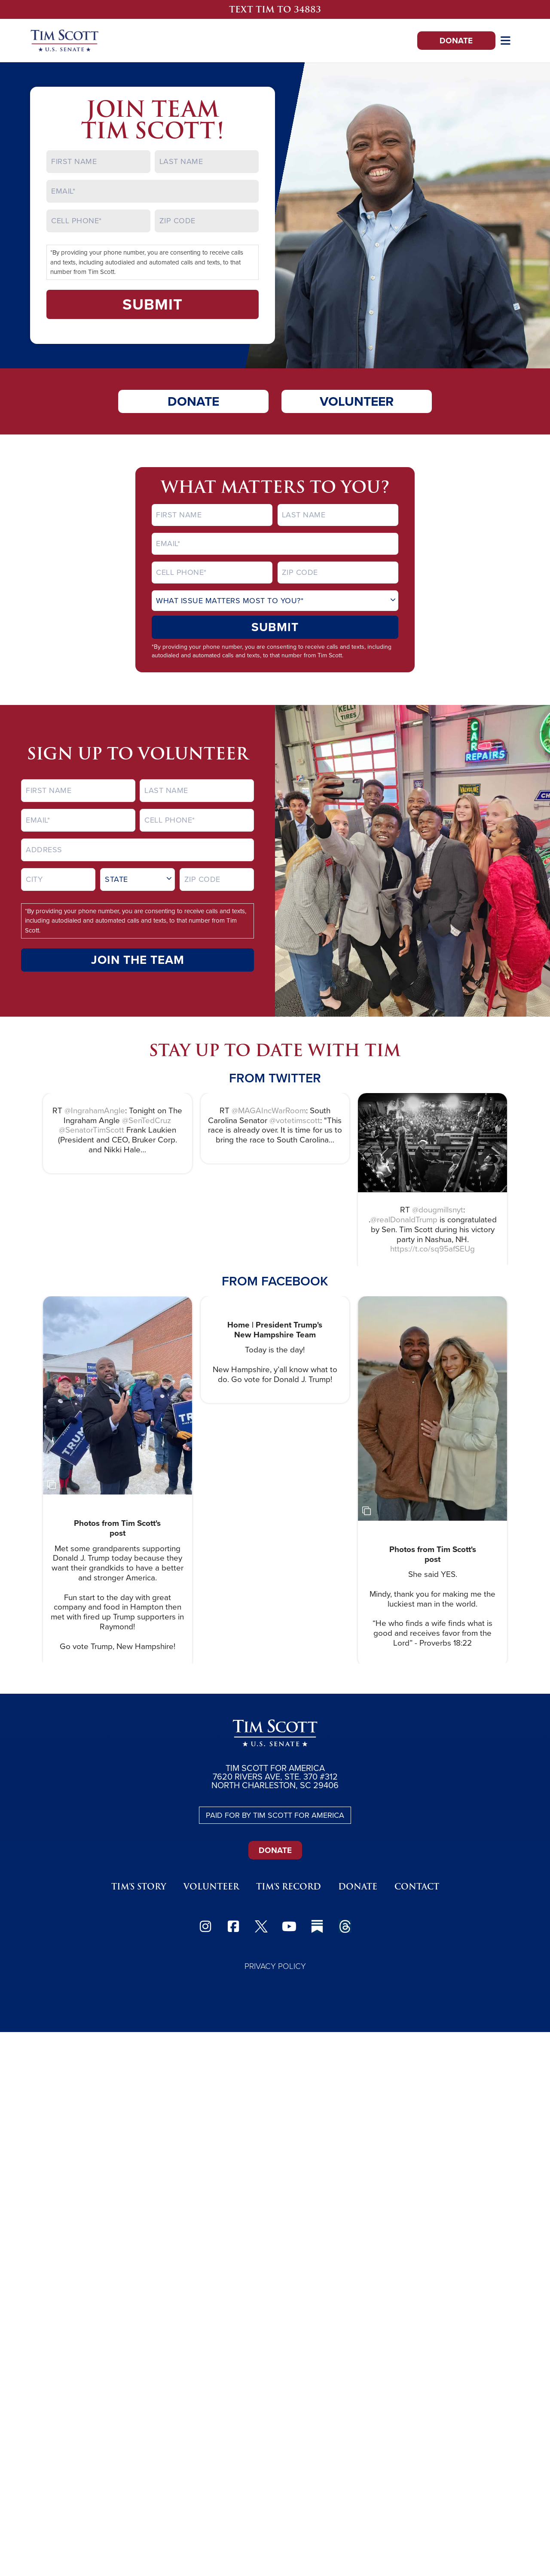 TEXT TIM TO 34883
TIM SCOTT
★ U.S. SENATE ★
DONATE
JOIN TEAM
TIM SCOTT!
FIRST NAME
LAST NAME
EMAIL*
CELL PHONE*
ZIP CODE
*By providing your phone number, you are consenting to receive calls
and texts, including autodialed and automated calls and texts, to that
number from Tim Scott.
SUBMIT
DONATE
VOLUNTEER
WHAT MATTERS TO YOU?
FIRST NAME
LAST NAME
EMAIL*
CELL PHONE*
ZIP CODE
WHAT ISSUE MATTERS MOST TO YOU?*
SUBMIT
*By providing your phone number, you are consenting to receive calls and texts, including
autodialed and automated calls and texts, to that number from Tim Scott.
SIGN UP TO VOLUNTEER
FIRST NAME
LAST NAME
EMAIL*
CELL PHONE*
ADDRESS
CITY
STATE
ZIP CODE
*By providing your phone number, you are consenting to receive calls and texts,
including autodialed and automated calls and texts, to that number from Tim
Scott.
JOIN THE TEAM
KELLY
TIRES
CAR
REPAIRS
VALVOLINE
CH
STAY UP TO DATE WITH TIM
FROM TWITTER
RT @IngrahamAngle: Tonight on The
Ingraham Angle @SenTedCruz
@SenatorTimScott Frank Laukien
(President and CEO, Bruker Corp.
and Nikki Hale...
RT @MAGAIncWarRoom: South
Carolina Senator @votetimscott: "This
race is already over. It is time for us to
bring the race to South Carolina...
RT @dougmillsnyt:
.@realDonaldTrump is congratulated
by Sen. Tim Scott during his victory
party in Nashua, NH.
https://t.co/sq95afSEUg
FROM FACEBOOK
TRUMP
TRUMP
Photos from Tim Scott's
post
Met some grandparents supporting
Donald J. Trump today because they
want their grandkids to have a better
and stronger America.
Fun start to the day with great
company and food in Hampton then
met with fired up Trump supporters in
Raymond!
Go vote Trump, New Hampshire!
Home | President Trump's
New Hampshire Team
Today is the day!
New Hampshire, y'all know what to
do. Go vote for Donald J. Trump!
Photos from Tim Scott's
post
She said YES.
Mindy, thank you for making me the
luckiest man in the world.
"He who finds a wife finds what is
good and receives favor from the
Lord" - Proverbs 18:22
TIM SCOTT
★ U.S. SENATE ★
TIM SCOTT FOR AMERICA
7620 RIVERS AVE, STE. 370 #312
NORTH CHARLESTON, SC 29406
PAID FOR BY TIM SCOTT FOR AMERICA
DONATE
TIM'S STORY
VOLUNTEER
TIM'S RECORD
DONATE
CONTACT
PRIVACY POLICY